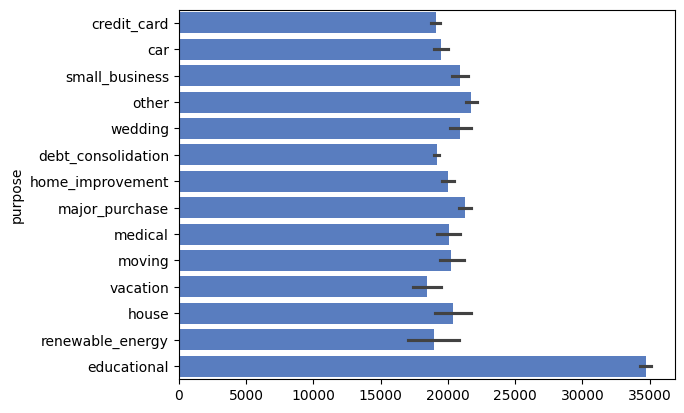 purpose
credit_card
car
small_business
other
wedding
debt_consolidation
home_improvement
major_purchase
medical
moving
vacation
house
renewable_energy
educational
0 5000 10000 15000 20000 25000 30000 35000